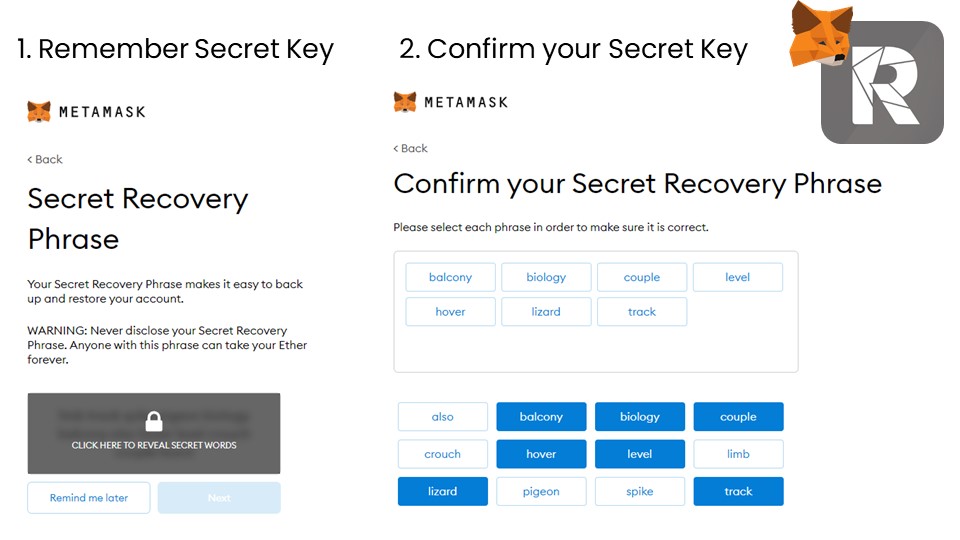 1. Remember Secret Key
METAMASK
< Back
Secret Recovery
Phrase
Your Secret Recovery Phrase makes it easy to back
up and restore your account.
WARNING: Never disclose your Secret Recovery
Phrase. Anyone with this phrase can take your Ether
forever.
CLICK HERE TO REVEAL SECRET WORDS
Remind me later
Next
2. Confirm your Secret Key
R
METAMASK
< Back
Confirm your Secret Recovery Phrase
Please select each phrase in order to make sure it is correct.
balcony biology couple level
hover lizard track
also balcony biology couple
crouch hover level limb
lizard pigeon spike track